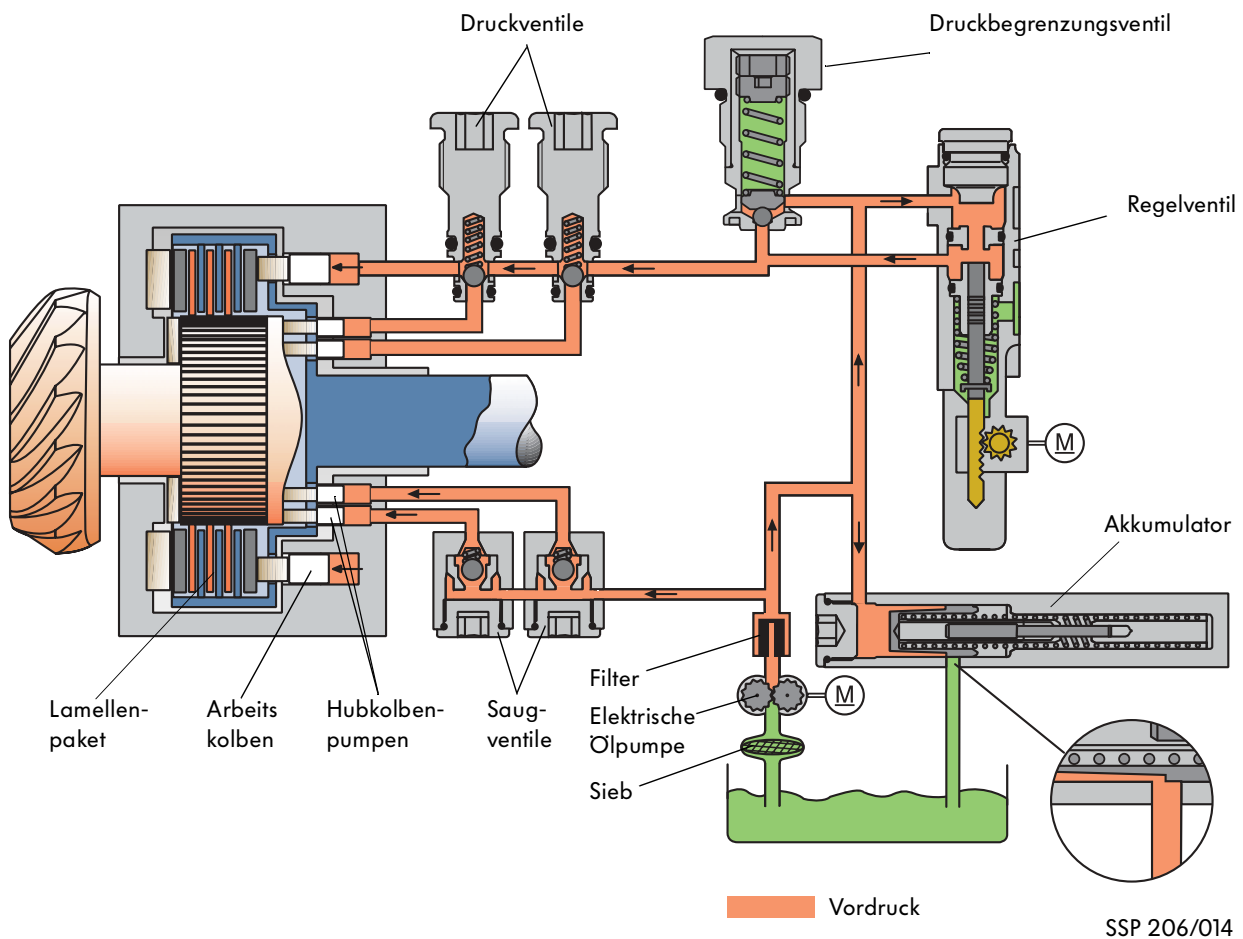 Druckventile
Druckbegrenzungsventil
Regelventil
M
Akkumulator
Filter
M
Elektrische
Ölpumpe
Sieb
Lamellen-
paket
Arbeits
kolben
Hubkolben-
pumpen
Saug-
ventile
Vordruck
SSP 206/014